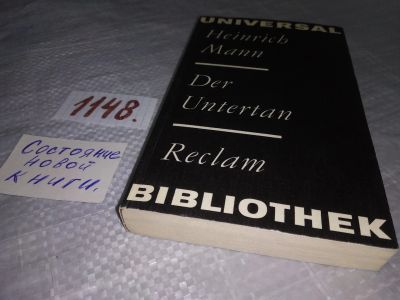 UNIVERSAL
Heinrich
Mann
Der
Untertan
Reclam
BIBLIOTHEK
1148.
Состояние
новой
книги.